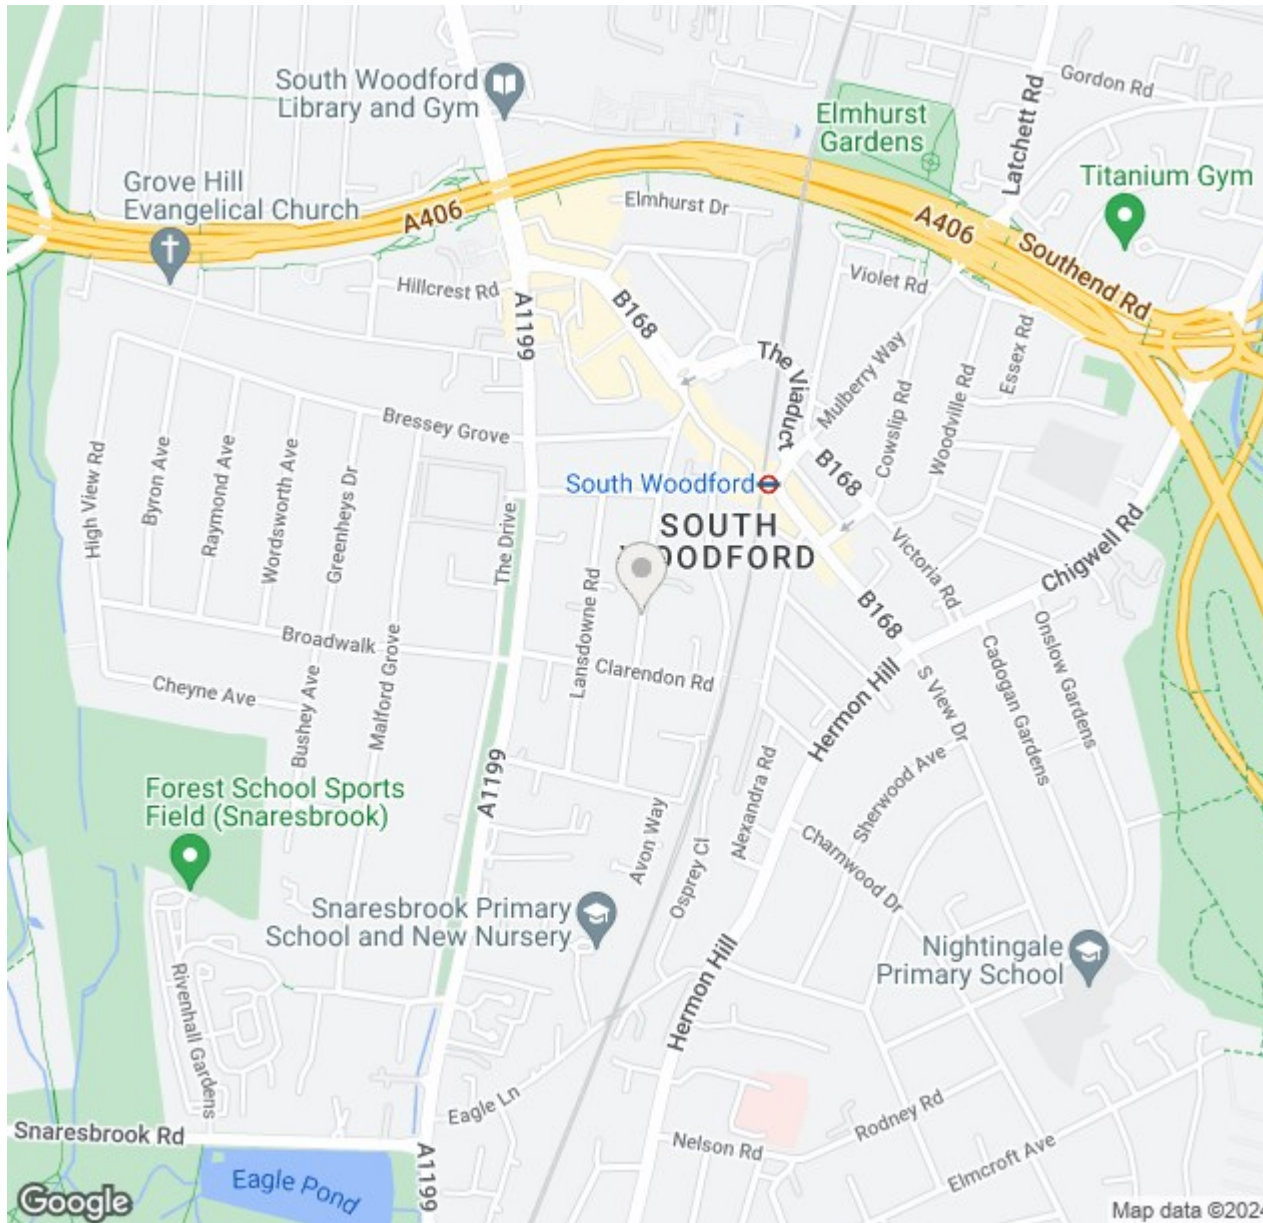 Gordon Rd
South Woodford
Library and Gym
Latchett Rd
Elmhurst
Gardens
Titanium Gym
Grove Hill
Evangelical Church
A406
Elmhurst Dr
A406
Southend Rd
Violet Rd
Hillcrest Rd
A1199
B168
The Viaduct
Mulberry Way
Essex Rd
Cowslip Rd
Woodville Rd
Bressey Grove
High View Rd
Byron Ave
Raymond Ave
Wordsworth Ave
Greenheys Dr
South Woodford
B168
SOUTH
WOODFORD
The Drive
Victoria Rd
Chigwell Rd
Lansdowne Rd
B168
Broadwalk
Clarendon Rd
Onslow Gardens
Cadogan Gardens
Cheyne Ave
Bushey Ave
Malford Grove
Hermon Hill
S View Dr
Sherwood Ave
A1199
Alexandra Rd
Forest School Sports
Field (Snaresbrook)
Avon Way
Osprey Cl
Charnwood Dr
Snaresbrook Primary
School and New Nursery
Nightingale
Primary School
Rivenhall Gardens
Hermon Hill
Eagle Ln
Rodney Rd
Snaresbrook Rd
Nelson Rd
Elmcroft Ave
A1199
Eagle Pond
Google
Map data ©2024